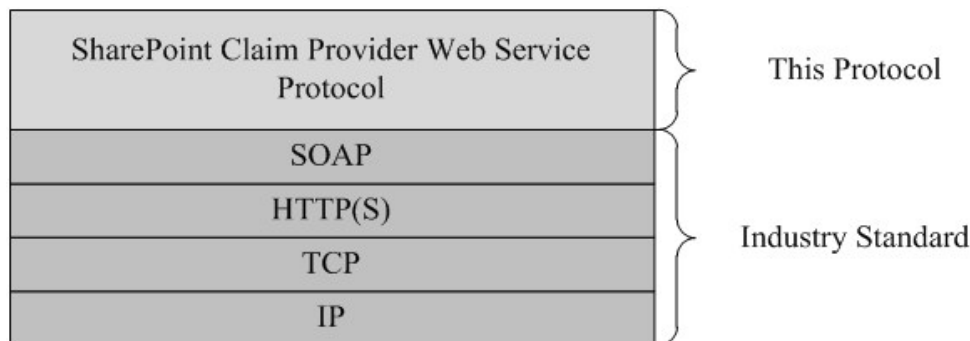 SharePoint Claim Provider Web Service
Protocol
This Protocol
SOAP
HTTP(S)
TCP
IP
Industry Standard